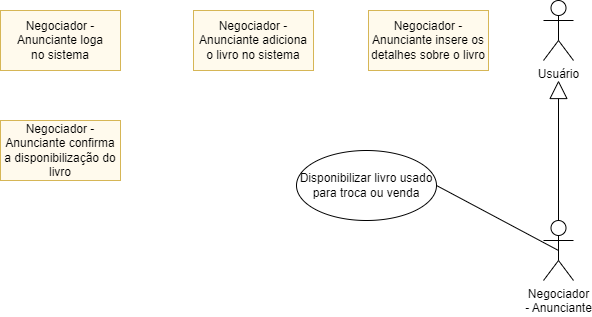 Negociador -
Anunciante loga
no sistema
Negociador -
Anunciante adiciona
o livro no sistema
Negociador -
Anunciante insere os
detalhes sobre o livro
Usuário
Negociador -
Anunciante confirma
a disponibilização do
livro
Disponibilizar livro usado
para troca ou venda
Negociador
- Anunciante